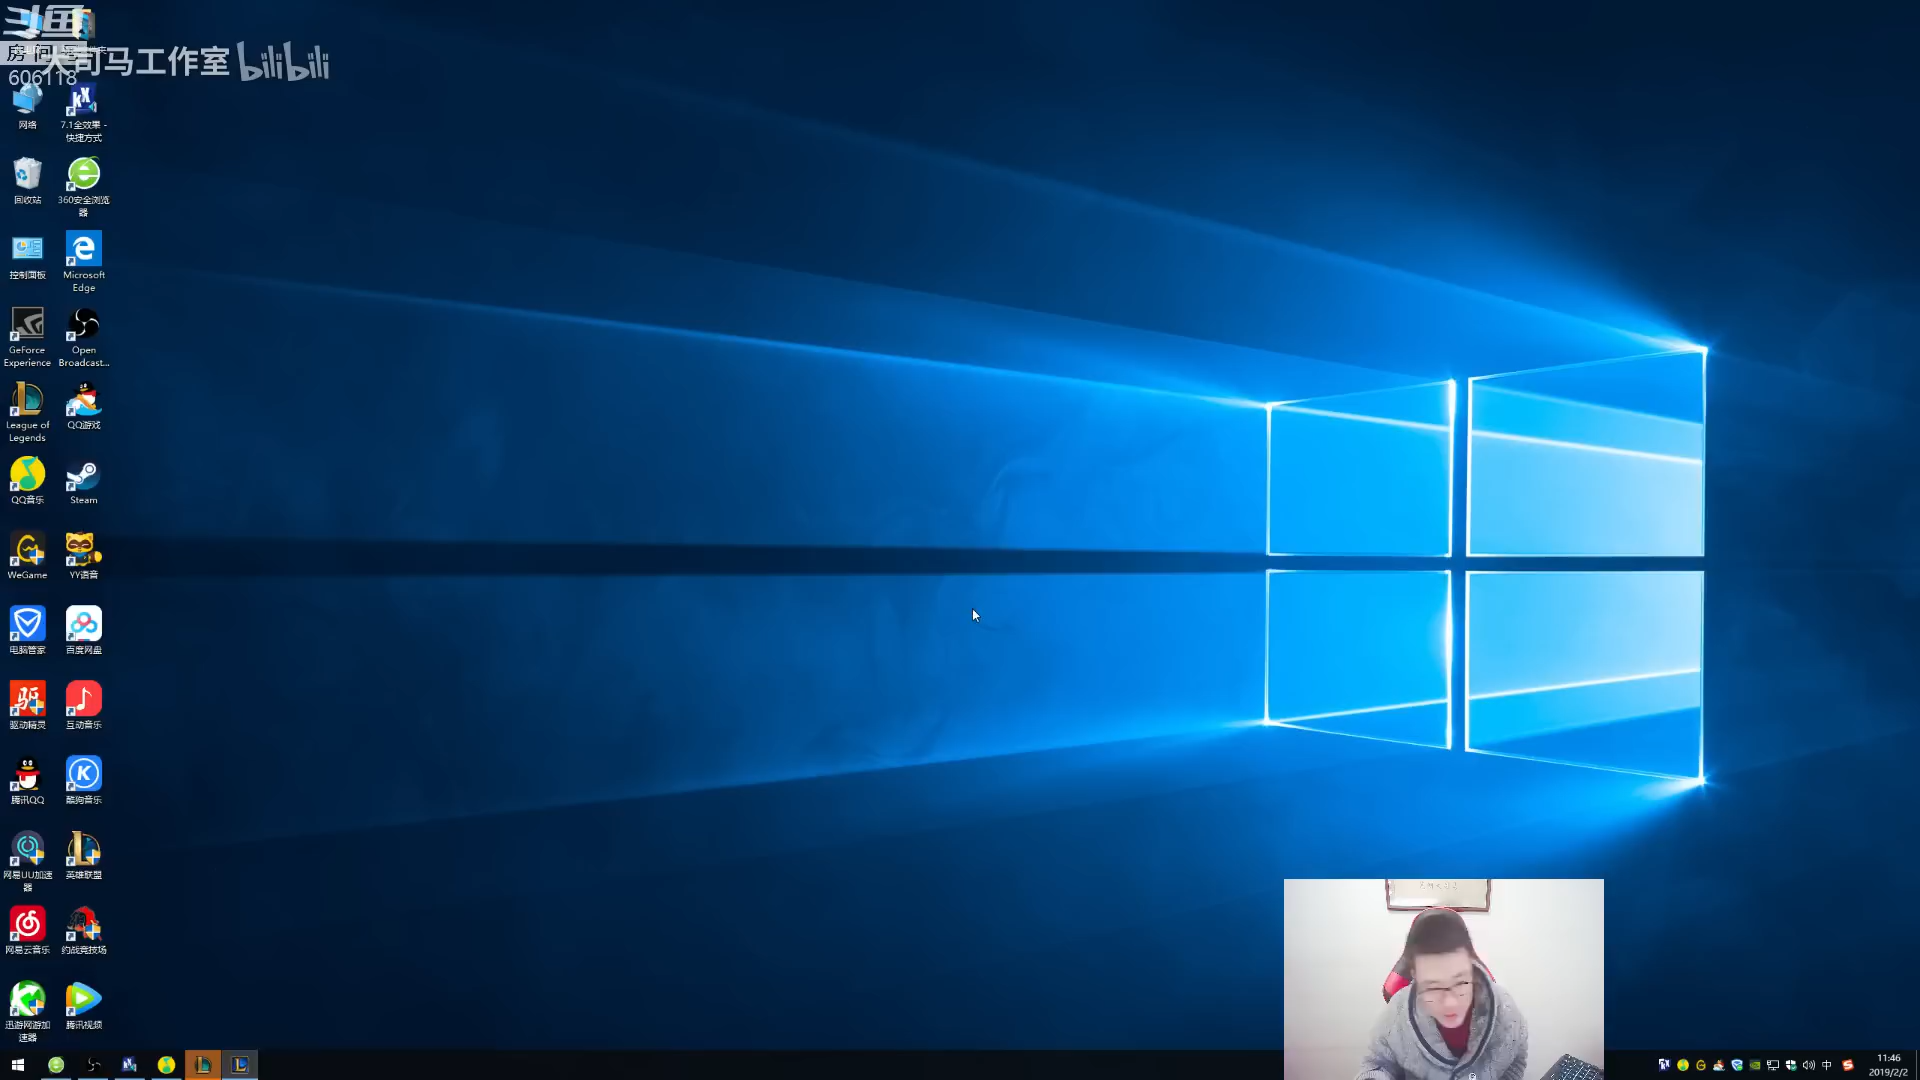 斗鱼
房间号
606118
大司马工作室 bilibili
网络
7.1全效果 -
快捷方式
回收站
360安全浏览
器
控制面板
Microsoft
Edge
GeForce
Experience
Open
Broadcast...
League of
Legends
QQ游戏
QQ音乐
Steam
WeGame
YY语音
电脑管家
百度网盘
驱动精灵
互动音乐
腾讯QQ
酷狗音乐
网易UU加速
器
英雄联盟
网易云音乐
约战竞技场
迅游网游加
速器
腾讯视频
中
11:46
2019/2/2